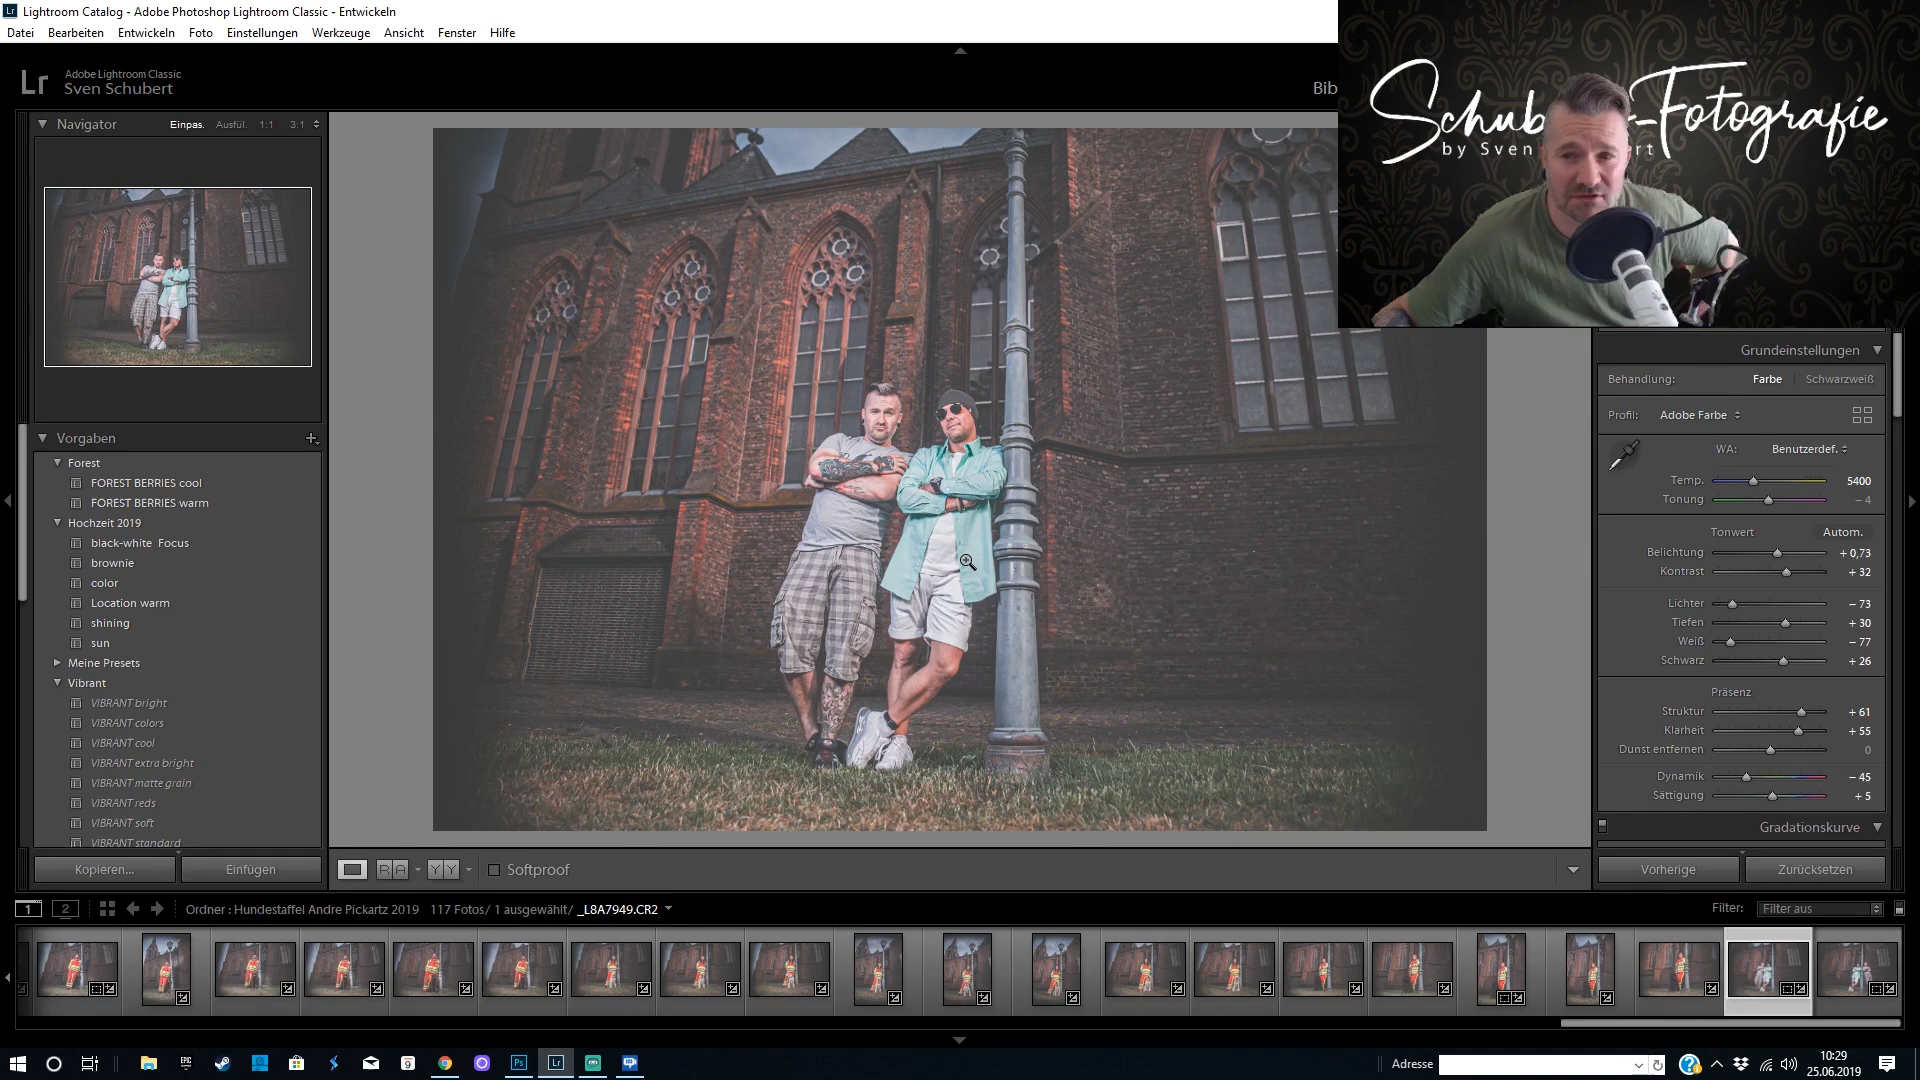 Lightroom Catalog - Adobe Photoshop Lightroom Classic - Entwickeln
Datei Bearbeiten Entwickeln Foto Einstellungen Werkzeuge Ansicht Fenster Hilfe
Lr Adobe Lightroom Classic
Sven Schubert
Bib
Schub -Fotografie
by Sven rt
Navigator Einpas. Ausfül. 1:1 3:1
Vorgaben
Forest
FOREST BERRIES cool
FOREST BERRIES warm
Hochzeit 2019
black-white Focus
brownie
color
Location warm
shining
sun
Meine Presets
Vibrant
VIBRANT bright
VIBRANT colors
VIBRANT cool
VIBRANT extra bright
VIBRANT matte grain
VIBRANT reds
VIBRANT soft
VIBRANT standard
Kopieren... Einfügen
Softproof
Grundeinstellungen
Behandlung: Farbe Schwarzweiß
Profil: Adobe Farbe
WA: Benutzerdef.
Temp. 5400
Tonung – 4
Tonwert Autom.
Belichtung + 0,73
Kontrast + 32
Lichter – 73
Tiefen + 30
Weiß – 77
Schwarz + 26
Präsenz
Struktur + 61
Klarheit + 55
Dunst entfernen 0
Dynamik – 45
Sättigung + 5
Gradationskurve
Vorherige Zurücksetzen
1 2 Ordner : Hundestaffel Andre Pickartz 2019 117 Fotos/ 1 ausgewählt/ _L8A7949.CR2
Filter: Filter aus
EPIC 9 Ps Lr
Adresse
10:29
25.06.2019